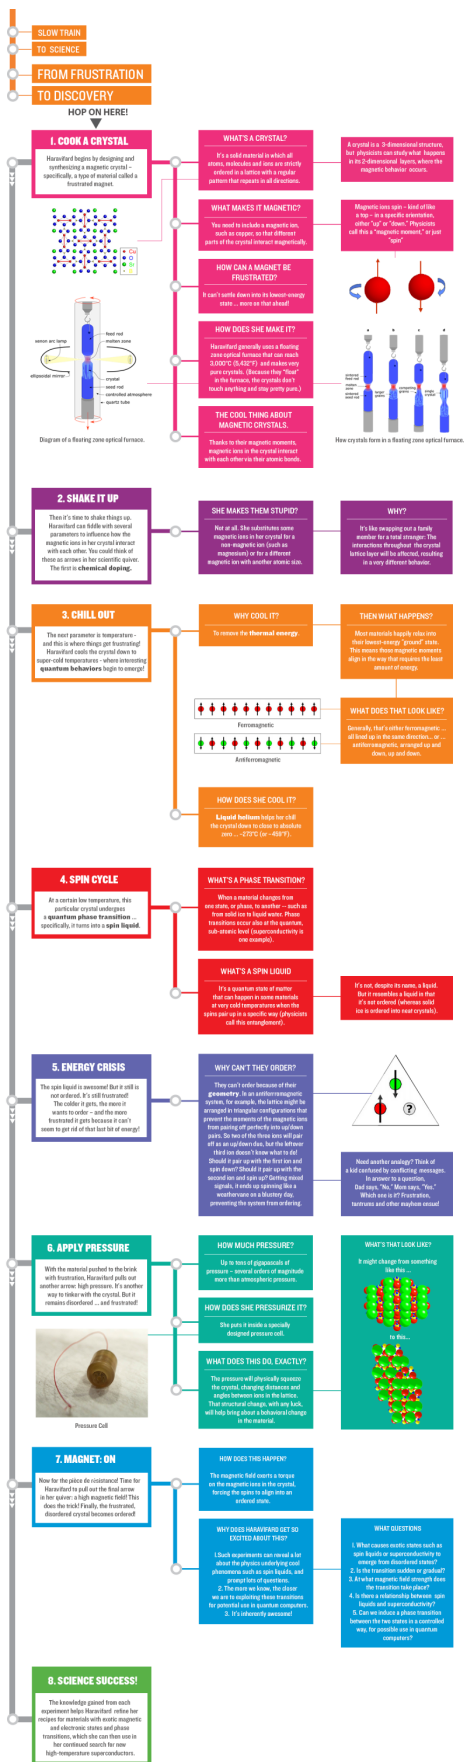 SLOW TRAIN
TO SCIENCE
FROM FRUSTRATION
TO DISCOVERY
HOP ON HERE!
1. COOK A CRYSTAL
Haravifard begins by designing and
synthesizing a magnetic crystal –
specifically, a type of material called a
frustrated magnet.
WHAT'S A CRYSTAL?
It's a solid material in which all
atoms, molecules and ions are strictly
ordered in a lattice with a regular
pattern that repeats in all directions.
A crystal is a 3-dimensional structure,
but physicists can study what happens
in its 2-dimensional layers, where the
magnetic behavior occurs.
WHAT MAKES IT MAGNETIC?
You need to include a magnetic ion,
such as copper, so that different
parts of the crystal interact magnetically.
Magnetic ions spin – kind of like
a top – in a specific orientation,
either "up" or "down." Physicists
call this a "magnetic moment," or just
"spin"
Cu
O
Sr
HOW CAN A MAGNET BE
FRUSTRATED?
It can't settle down into its lowest-energy
state ... more on that ahead!
HOW DOES SHE MAKE IT?
Haravifard generally uses a floating
zone optical furnace that can reach
3,000°C (5,432°F) and makes very
pure crystals. (Because they "float"
in the furnace, the crystals don't
touch anything and stay pretty pure.)
feed rod
xenon arc lamp
molten zone
ellipsoidal mirror
crystal
seed rod
controlled atmosphere
quartz tube
Diagram of a floating zone optical furnace.
a
b
c
d
sintered
feed rod
molten
zone
sintered
seed rod
larger
grains
competing
grains
single
crystal
How crystals form in a floating zone optical furnace.
THE COOL THING ABOUT
MAGNETIC CRYSTALS.
Thanks to their magnetic moments,
magnetic ions in the crystal interact
with each other via their atomic bonds.
2. SHAKE IT UP
Then it's time to shake things up.
Haravifard can fiddle with several
parameters to influence how the
magnetic ions in her crystal interact
with each other. You could think of
these as arrows in her scientific quiver.
The first is chemical doping.
SHE MAKES THEM STUPID?
Not at all. She substitutes some
magnetic ions in her crystal for a
non-magnetic ion (such as
magnesium) or for a different
magnetic ion with another atomic size.
WHY?
It's like swapping out a family
member for a total stranger: The
interactions throughout the crystal
lattice layer will be affected, resulting
in a very different behavior.
3. CHILL OUT
The next parameter is temperature -
and this is where things get frustrating!
Haravifard cools the crystal down to
super-cold temperatures - where interesting
quantum behaviors begin to emerge!
WHY COOL IT?
To remove the thermal energy.
THEN WHAT HAPPENS?
Most materials happily relax into
their lowest-energy "ground" state.
This means those magnetic moments
align in the way that requires the least
amount of energy.
Ferromagnetic
Antiferromagnetic
WHAT DOES THAT LOOK LIKE?
Generally, that's either ferromagnetic ...
all lined up in the same direction... or ...
antiferromagnetic, arranged up and
down, up and down.
HOW DOES SHE COOL IT?
Liquid helium helps her chill
the crystal down to close to absolute
zero ... –273°C (or –459°F).
4. SPIN CYCLE
At a certain low temperature, this
particular crystal undergoes
a quantum phase transition ...
specifically, it turns into a spin liquid.
WHAT'S A PHASE TRANSITION?
When a material changes from
one state, or phase, to another – such as
from solid ice to liquid water. Phase
transitions occur also at the quantum,
sub-atomic level (superconductivity is
one example).
WHAT'S A SPIN LIQUID
It's a quantum state of matter
that can happen in some materials
at very cold temperatures when the
spins pair up in a specific way (physicists
call this entanglement).
It's not, despite its name, a liquid.
But it resembles a liquid in that
it's not ordered (whereas solid
ice is ordered into neat crystals).
5. ENERGY CRISIS
The spin liquid is awesome! But it still is
not ordered. It's still frustrated!
The colder it gets, the more it
wants to order – and the more
frustrated it gets because it can't
seem to get rid of that last bit of energy!
WHY CAN'T THEY ORDER?
They can't order because of their
geometry. In an antiferromagnetic
system, for example, the lattice might be
arranged in triangular configurations that
prevent the moments of the magnetic ions
from pairing off perfectly into up/down
pairs. So two of the three ions will pair
off as an up/down duo, but the leftover
third ion doesn't know what to do!
Should it pair up with the first ion and
spin down? Should it pair up with the
second ion and spin up? Getting mixed
signals, it ends up spinning like a
weathervane on a blustery day,
preventing the system from ordering.
?
Need another analogy? Think of
a kid confused by conflicting messages.
In answer to a question,
Dad says, "No," Mom says, "Yes."
Which one is it? Frustration,
tantrums and other mayhem ensue!
6. APPLY PRESSURE
With the material pushed to the brink
with frustration, Haravifard pulls out
another arrow: high pressure. It's another
way to tinker with the crystal. But it
remains disordered ... and frustrated!
Pressure Cell
HOW MUCH PRESSURE?
Up to tens of gigapascals of
pressure – several orders of magnitude
more than atmospheric pressure.
HOW DOES SHE PRESSURIZE IT?
She puts it inside a specially
designed pressure cell.
WHAT DOES THIS DO, EXACTLY?
The pressure will physically squeeze
the crystal, changing distances and
angles between ions in the lattice.
That structural change, with any luck,
will help bring about a behavioral change
in the material.
WHAT'S THAT LOOK LIKE?
It might change from something
like this ...
to this...
7. MAGNET: ON
Now for the pièce de résistance! Time for
Haravifard to pull out the final arrow
in her quiver: a high magnetic field! This
does the trick! Finally, the frustrated,
disordered crystal becomes ordered!
HOW DOES THIS HAPPEN?
The magnetic field exerts a torque
on the magnetic ions in the crystal,
forcing the spins to align into an
ordered state.
WHY DOES HARAVIFARD GET SO
EXCITED ABOUT THIS?
1.Such experiments can reveal a lot
about the physics underlying cool
phenomena such as spin liquids, and
prompt lots of questions.
2. The more we know, the closer
we are to exploiting those transitions
for potential use in quantum computers.
3. It's inherently awesome!
WHAT QUESTIONS
1. What causes exotic states such as
spin liquids or superconductivity to
emerge from disordered states?
2. Is the transition sudden or gradual?
3. At what magnetic field strength does
the transition take place?
4. Is there a relationship between spin
liquids and superconductivity?
5. Can we induce a phase transition
between the two states in a controlled
way, for possible use in quantum
computers?
8. SCIENCE SUCCESS!
The knowledge gained from each
experiment helps Haravifard refine her
recipes for materials with exotic magnetic
and electronic states and phase
transitions, which she can then use in
her continued search for new
high-temperature superconductors.